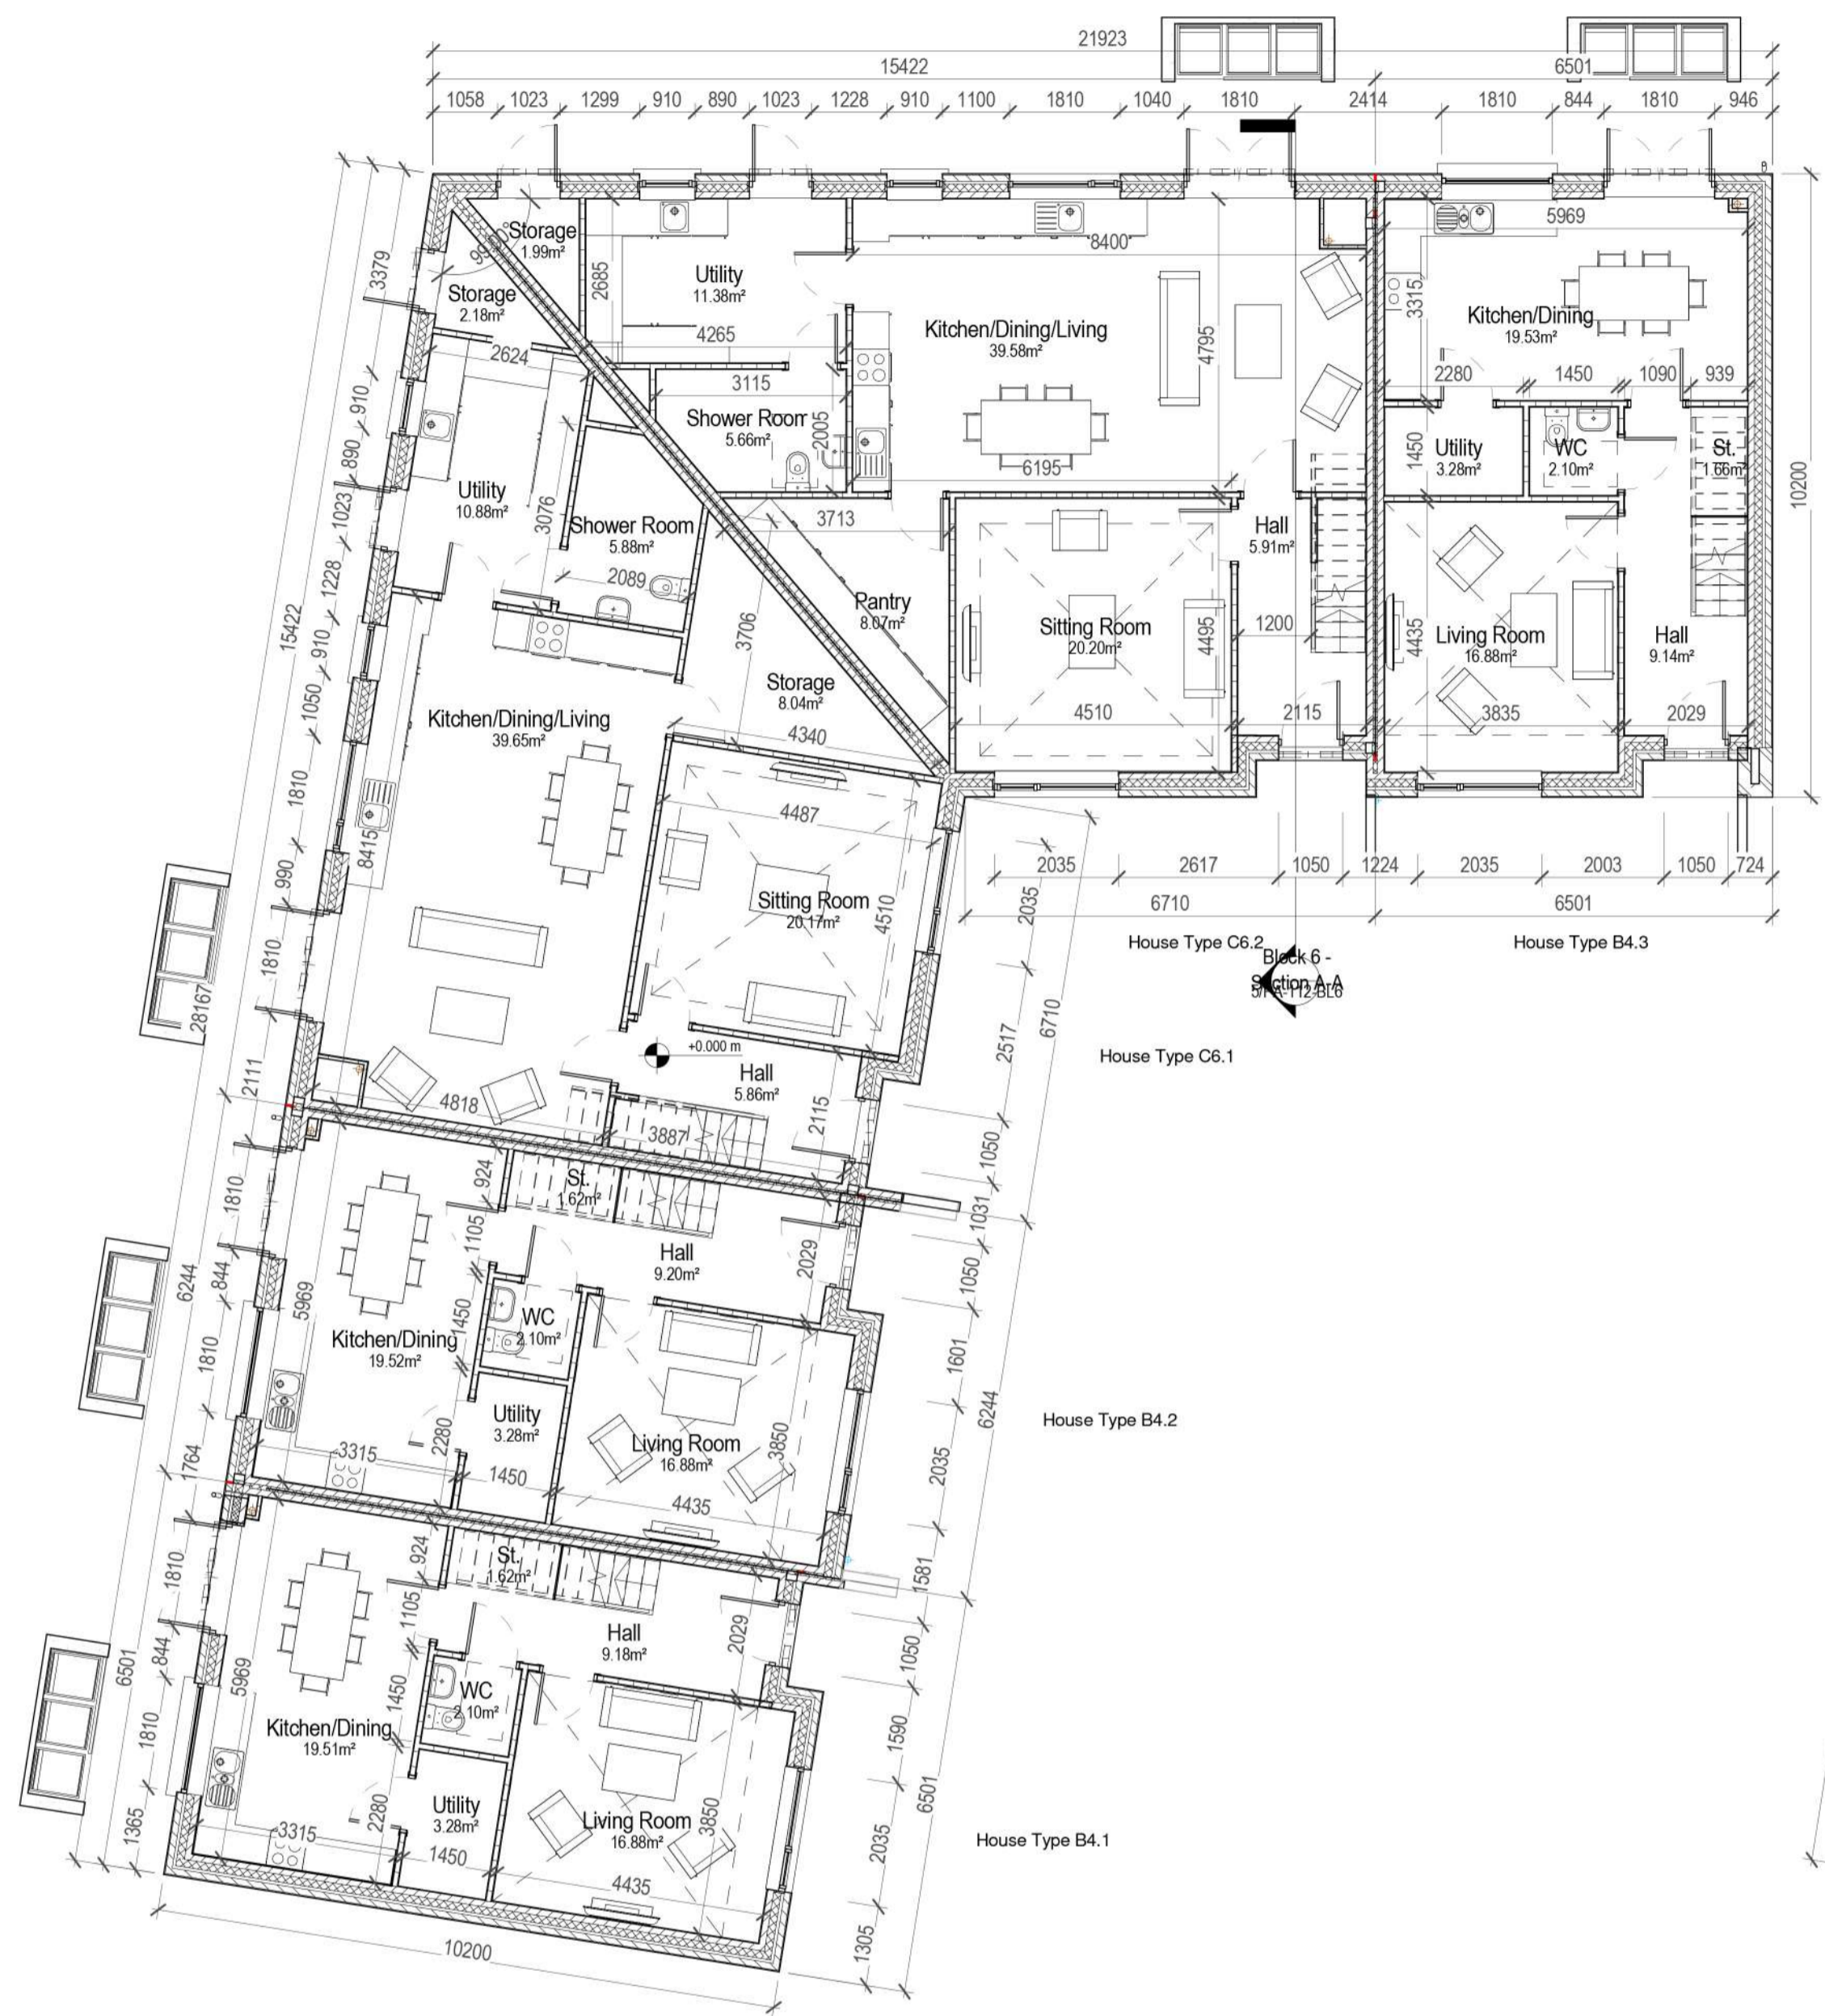 21923
15422
6501
1058 1023 1299 910 890 1023 1228 910 1100 1810 1040 1810 2414 1810 844 1810 946
Storage
1.99m²
Storage
2.18m²
2685
Utility
11.38m²
4265
8400
Kitchen/Dining/Living
39.58m²
4795
5969
3315
Kitchen/Dining
19.53m²
2280 1450 1090 939
3115
Shower Room
5.66m²
2005
6195
1450
Utility
3.28m²
WC
2.10m²
St.
1.66m²
10200
3713
Pantry
8.07m²
Sitting Room
20.20m²
4495
4510
Hall
5.91m²
1200
2115
4435
Living Room
16.88m²
3835
Hall
9.14m²
2029
2035 2617 1050 1224 2035 2003 1050 724
6710
6501
House Type C6.2
House Type B4.3
Block 6 -
Section A-A
3379
910
890
1023
1228
910
1050
1810
990
1810
2111
15422
28167
2624
Utility
10.88m²
3076
Shower Room
5.88m²
2089
3706
Storage
8.04m²
Kitchen/Dining/Living
39.65m²
8415
4340
4487
Sitting Room
20.17m²
4510
+0.000 m
Hall
5.86m²
2115
4818
3887
2035
2517
6710
1050
1031
House Type C6.1
1810
844
1810
1764
6244
5969
924
St.
1.62m²
1105
Hall
9.20m²
2029
1450
WC
2.10m²
Kitchen/Dining
19.52m²
Utility
3.28m²
2280
3315
1450
Living Room
16.88m²
3850
4435
1050
1601
2035
6244
1581
House Type B4.2
1810
844
1810
1365
6501
5969
924
St.
1.62m²
1105
Hall
9.18m²
2029
1450
WC
2.10m²
Kitchen/Dining
19.51m²
Utility
3.28m²
2280
3315
1450
Living Room
16.88m²
3850
4435
1050
1590
2035
6501
1305
House Type B4.1
10200